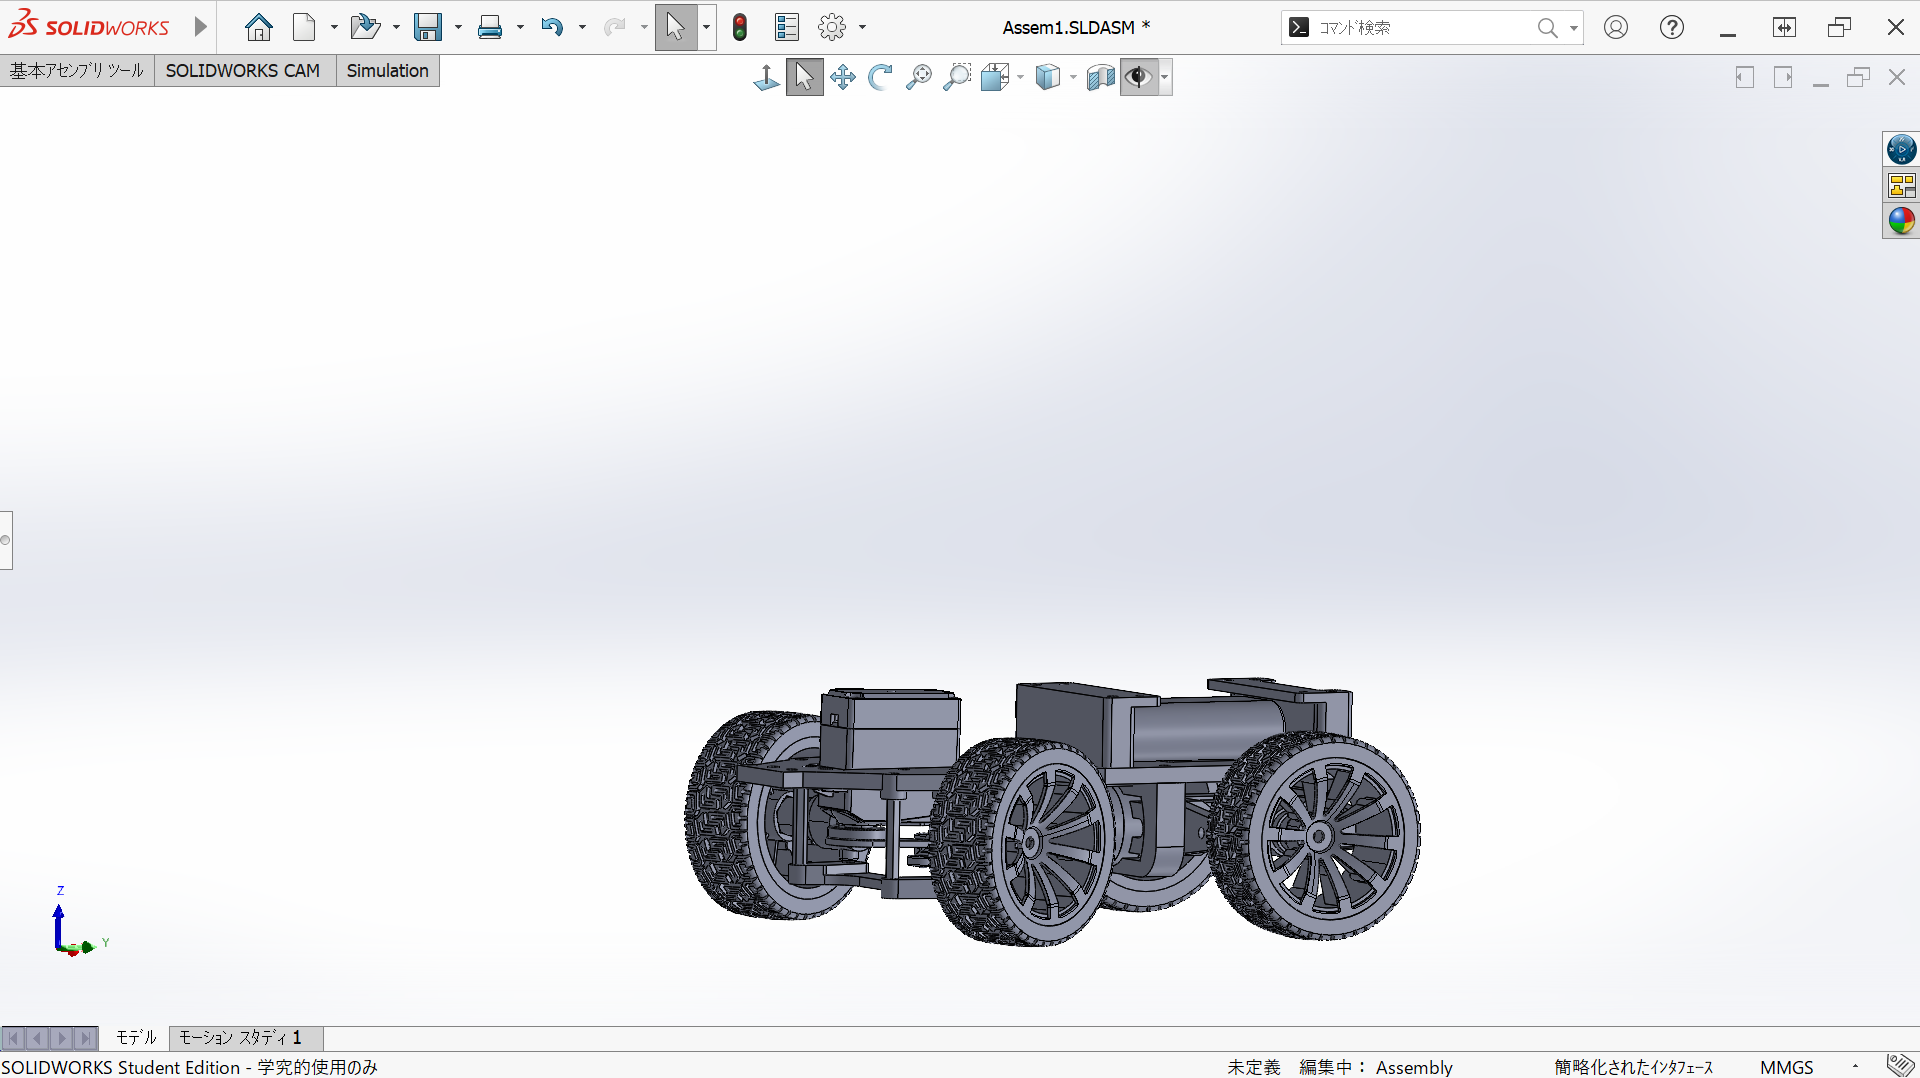 SOLIDWORKS
Assem1.SLDASM *
コマンド検索
基本アセンブリ ツール
SOLIDWORKS CAM
Simulation
Z
Y
モデル
モーション スタディ 1
SOLIDWORKS Student Edition - 学究的使用のみ
未定義
編集中： Assembly
簡略化されたインタフェース
MMGS